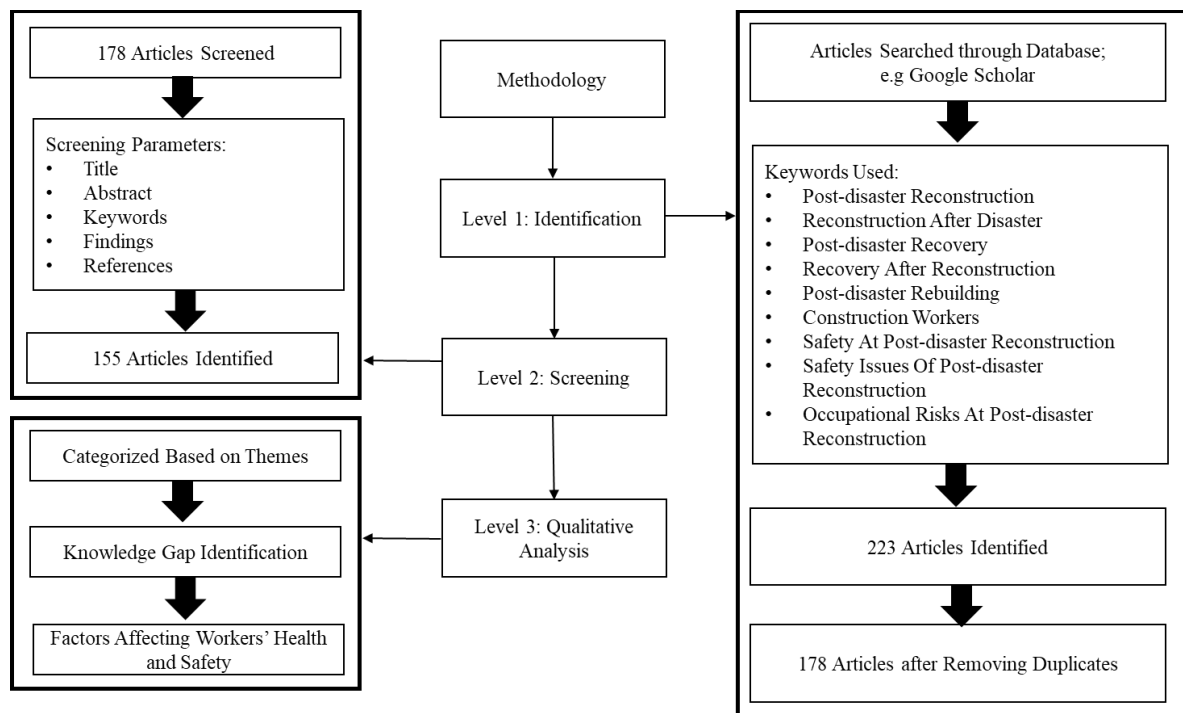 178 Articles Screened
Screening Parameters:
• Title
• Abstract
• Keywords
• Findings
• References
155 Articles Identified
Categorized Based on Themes
Knowledge Gap Identification
Factors Affecting Workers’ Health
and Safety
Methodology
Level 1: Identification
Level 2: Screening
Level 3: Qualitative
Analysis
Articles Searched through Database;
e.g Google Scholar
Keywords Used:
• Post-disaster Reconstruction
• Reconstruction After Disaster
• Post-disaster Recovery
• Recovery After Reconstruction
• Post-disaster Rebuilding
• Construction Workers
• Safety At Post-disaster Reconstruction
• Safety Issues Of Post-disaster
Reconstruction
• Occupational Risks At Post-disaster
Reconstruction
223 Articles Identified
178 Articles after Removing Duplicates